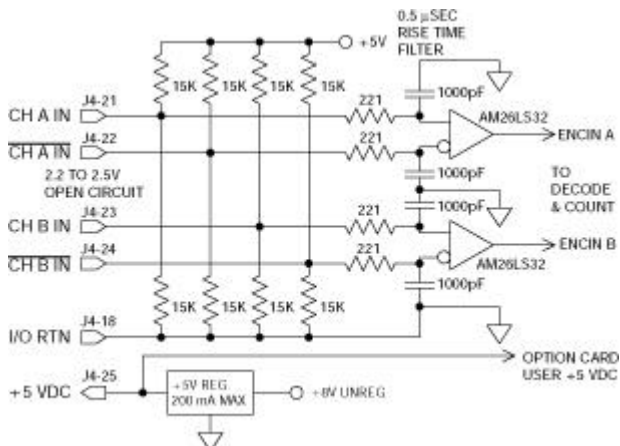 0.5 µSEC
RISE TIME
FILTER
+5V
15K 15K 15K 15K
1000pF
J4-21
CH A IN
221
AM26LS32
ENCIN A
J4-22
CH A IN
221
2.2 TO 2.5V
OPEN CIRCUIT
1000pF
TO
DECODE
& COUNT
1000pF
J4-23
CH B IN
221
ENCIN B
J4-24
CH B IN
221
AM26LS32
1000pF
15K 15K 15K 15K
J4-18
I/O RTN
OPTION CARD
USER +5 VDC
J4-25
+5 VDC
+5V REG.
200 mA MAX
+8V UNREG